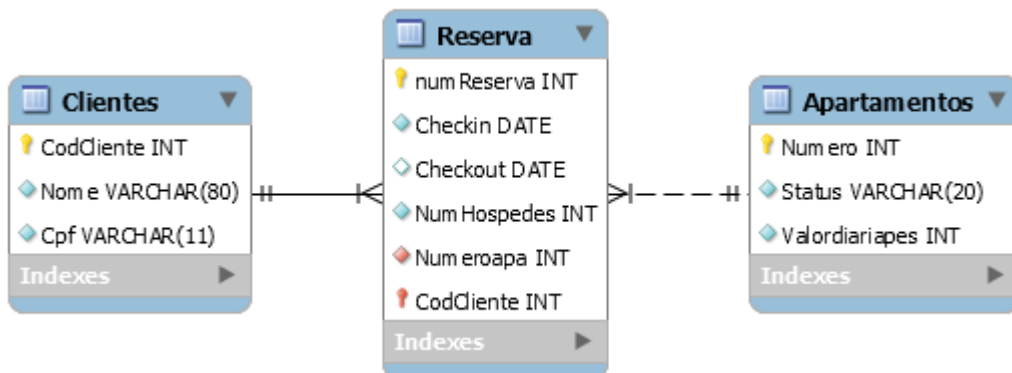 Clientes
CodCliente INT
Nome VARCHAR(80)
Cpf VARCHAR(11)
Indexes
Reserva
numReserva INT
Checkin DATE
Checkout DATE
NumHospedes INT
Numeroapa INT
CodCliente INT
Indexes
Apartamentos
Numero INT
Status VARCHAR(20)
Valordiariapes INT
Indexes